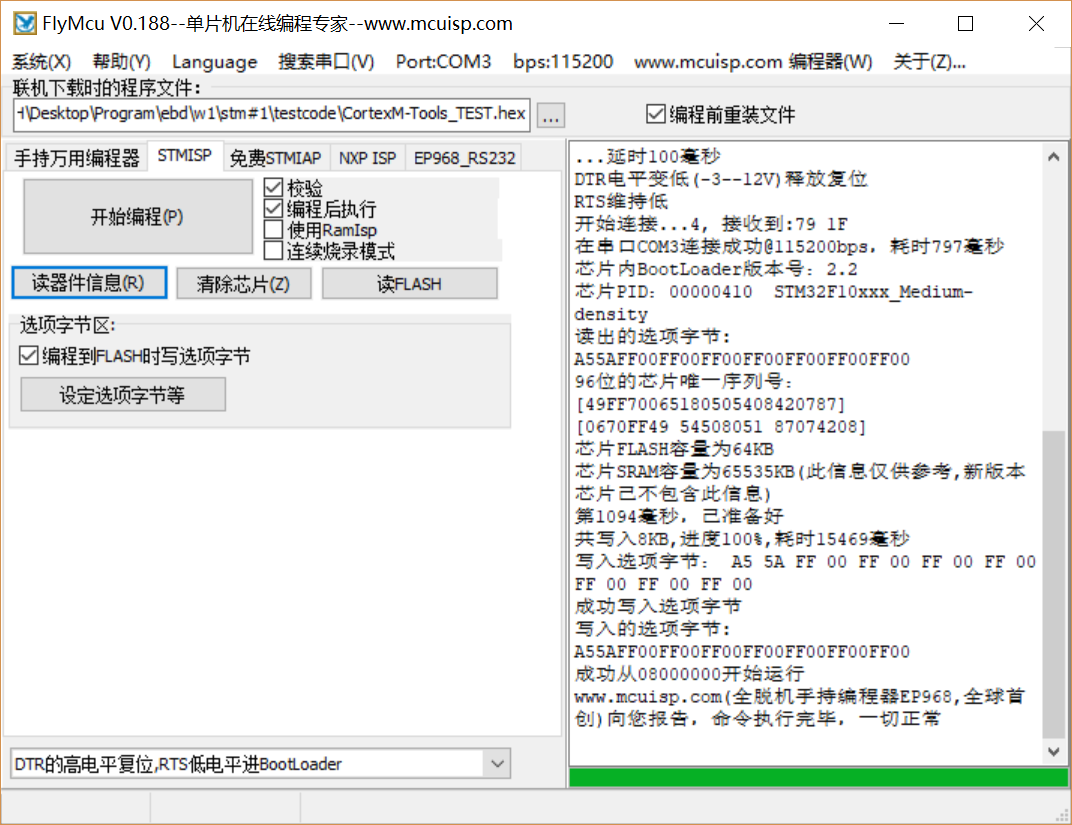 FlyMcu V0.188--单片机在线编程专家--www.mcuisp.com
系统(X) 帮助(Y) Language 搜索串口(V) Port:COM3 bps:115200 www.mcuisp.com 编程器(W) 关于(Z)...
联机下载时的程序文件：
\Desktop\Program\ebd\w1\stm#1\testcode\CortexM-Tools_TEST.hex ... 编程前重装文件
手持万用编程器 STMISP 免费STMIAP NXP ISP EP968_RS232
开始编程(P)
校验
编程后执行
使用RamIsp
连续烧录模式
读器件信息(R) 清除芯片(Z) 读FLASH
选项字节区:
编程到FLASH时写选项字节
设定选项字节等
DTR的高电平复位,RTS低电平进BootLoader
...延时100毫秒
DTR电平变低(-3--12V)释放复位
RTS维持低
开始连接...4, 接收到:79 1F
在串口COM3连接成功@115200bps，耗时797毫秒
芯片内BootLoader版本号：2.2
芯片PID：00000410  STM32F10xxx_Medium-
density
读出的选项字节：
A55AFF00FF00FF00FF00FF00FF00FF00
96位的芯片唯一序列号：
[49FF70065180505408420787]
[0670FF49 54508051 87074208]
芯片FLASH容量为64KB
芯片SRAM容量为65535KB(此信息仅供参考,新版本
芯片已不包含此信息)
第1094毫秒，已准备好
共写入8KB,进度100%,耗时15469毫秒
写入选项字节： A5 5A FF 00 FF 00 FF 00 FF 00
FF 00 FF 00 FF 00
成功写入选项字节
写入的选项字节：
A55AFF00FF00FF00FF00FF00FF00FF00
成功从08000000开始运行
www.mcuisp.com(全脱机手持编程器EP968,全球首
创)向您报告，命令执行完毕，一切正常